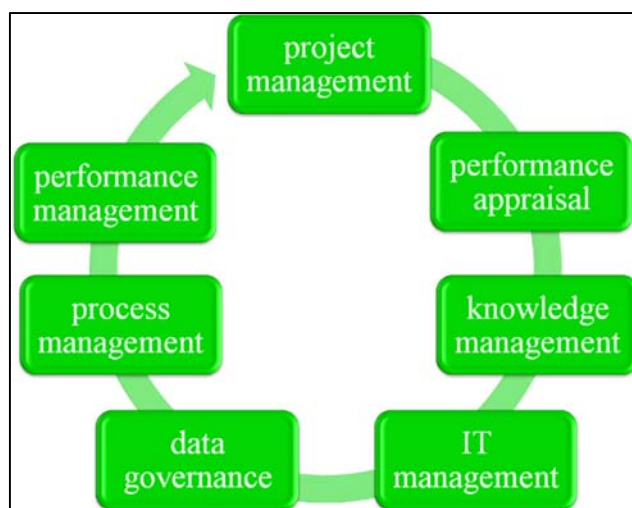 project
management
performance
appraisal
knowledge
management
IT
management
data
governance
process
management
performance
management